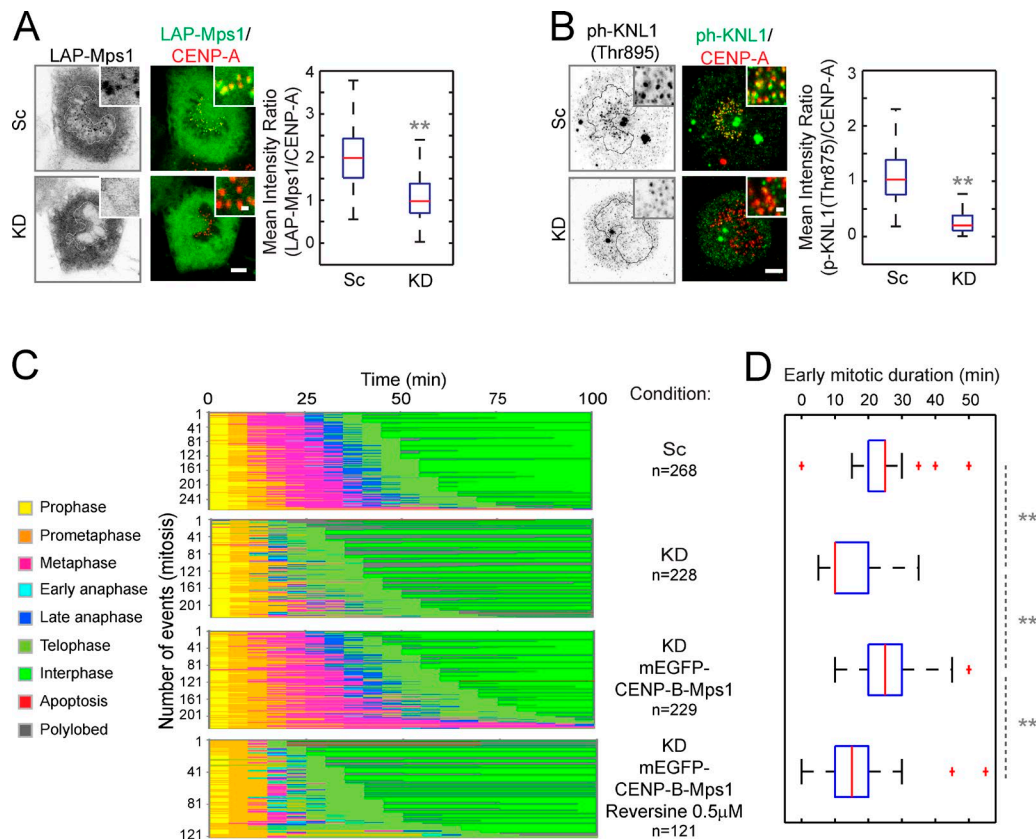 A
LAP-Mps1
LAP-Mps1/
CENP-A
Sc
KD
Mean Intensity Ratio
(LAP-Mps1/CENP-A)
4
3
2
1
0
**
Sc
KD
B
ph-KNL1
(Thr895)
ph-KNL1/
CENP-A
Sc
KD
Mean Intensity Ratio
(p-KNL1(Thr875)/CENP-A)
3
2
1
0
**
Sc
KD
C
Time (min)
0
25
50
75
100
Condition:
Number of events (mitosis)
1
41
81
121
161
201
241
Sc
n=268
1
41
81
121
161
201
KD
n=228
1
41
81
121
161
201
KD
mEGFP-
CENP-B-Mps1
n=229
1
41
81
121
KD
mEGFP-
CENP-B-Mps1
Reversine 0.5μM
n=121
Prophase
Prometaphase
Metaphase
Early anaphase
Late anaphase
Telophase
Interphase
Apoptosis
Polylobed
D
Early mitotic duration (min)
0 10 20 30 40 50
**
**
**